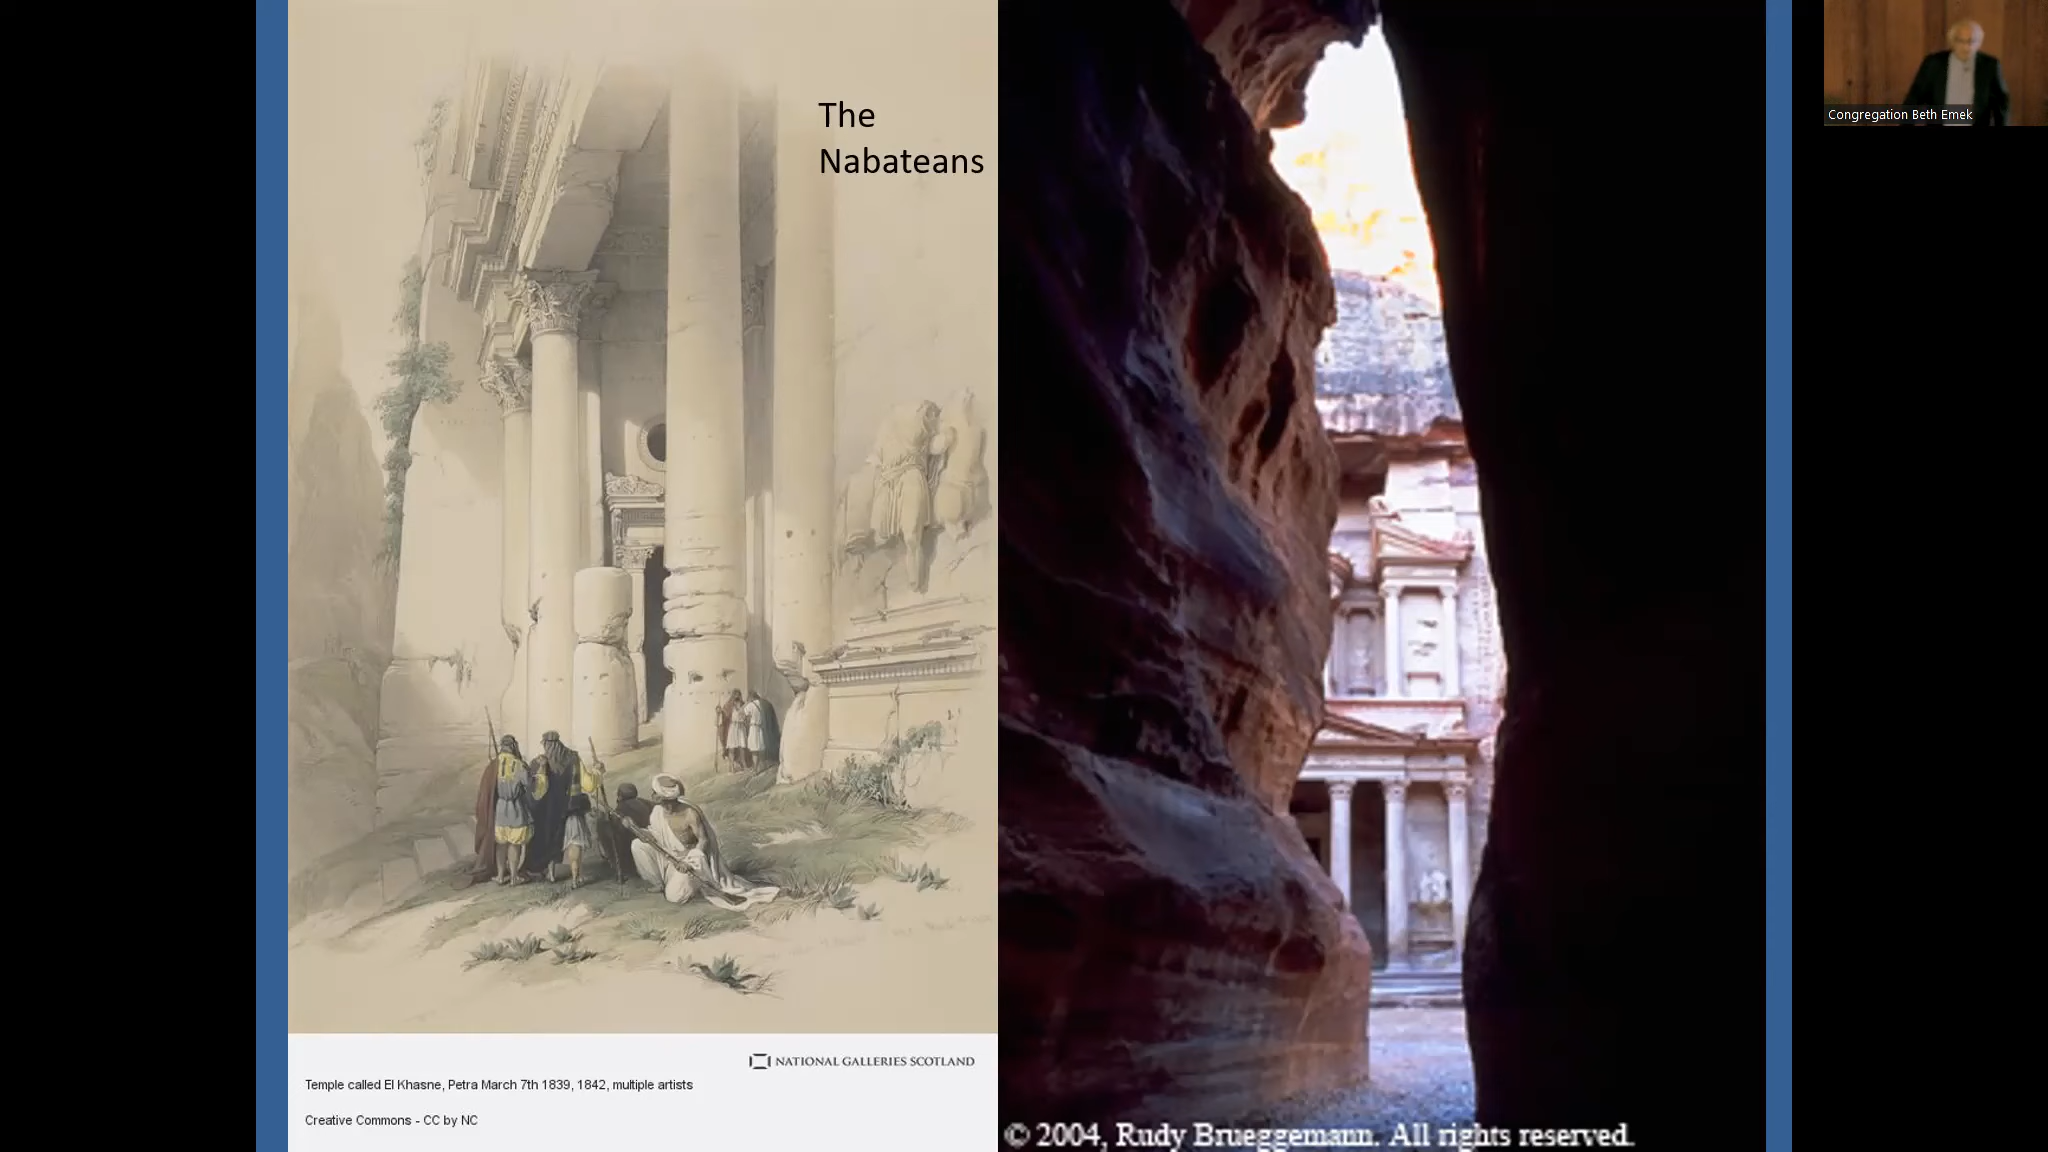 The
Nabateans
NATIONAL GALLERIES SCOTLAND
Temple called El Khasne, Petra March 7th 1839, 1842, multiple artists
Creative Commons - CC by NC
© 2004, Rudy Brueggemann. All rights reserved.
Congregation Beth Emek